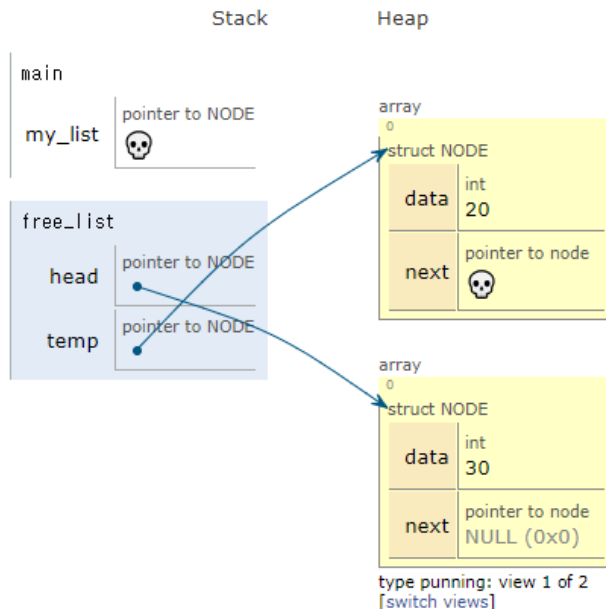 Stack Heap
main
my_list pointer to NODE
free_list
head pointer to NODE
temp pointer to NODE
array
0
struct NODE
data int
20
next pointer to node
array
0
struct NODE
data int
30
next pointer to node
NULL (0x0)
type punning: view 1 of 2
[switch views]